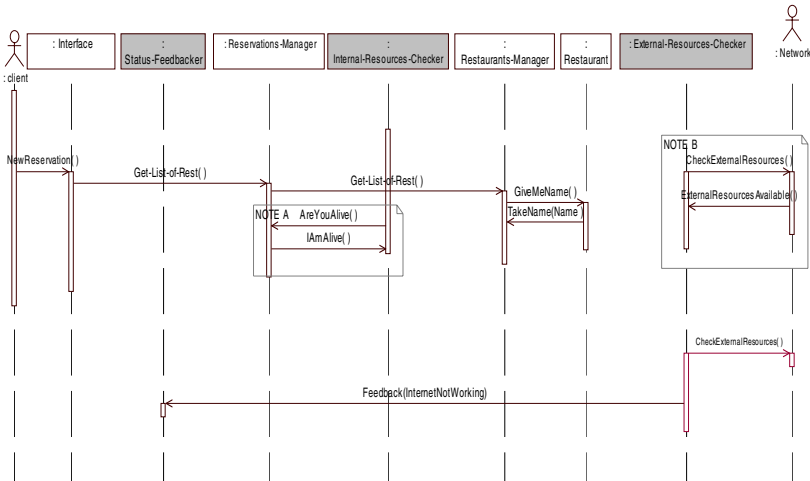 : client
: Interface
:
Status-Feedbacker
: Reservations-Manager
:
Internal-Resources-Checker
:
Restaurants-Manager
:
Restaurant
: External-Resources-Checker
: Network
NewReservation( )
Get-List-of-Rest( )
Get-List-of-Rest( )
GiveMeName( )
TakeName(Name )
NOTE A AreYouAlive( )
IAmAlive( )
NOTE B
CheckExternalResources( )
ExternalResourcesAvailable()
CheckExternalResources( )
Feedback(InternetNotWorking)